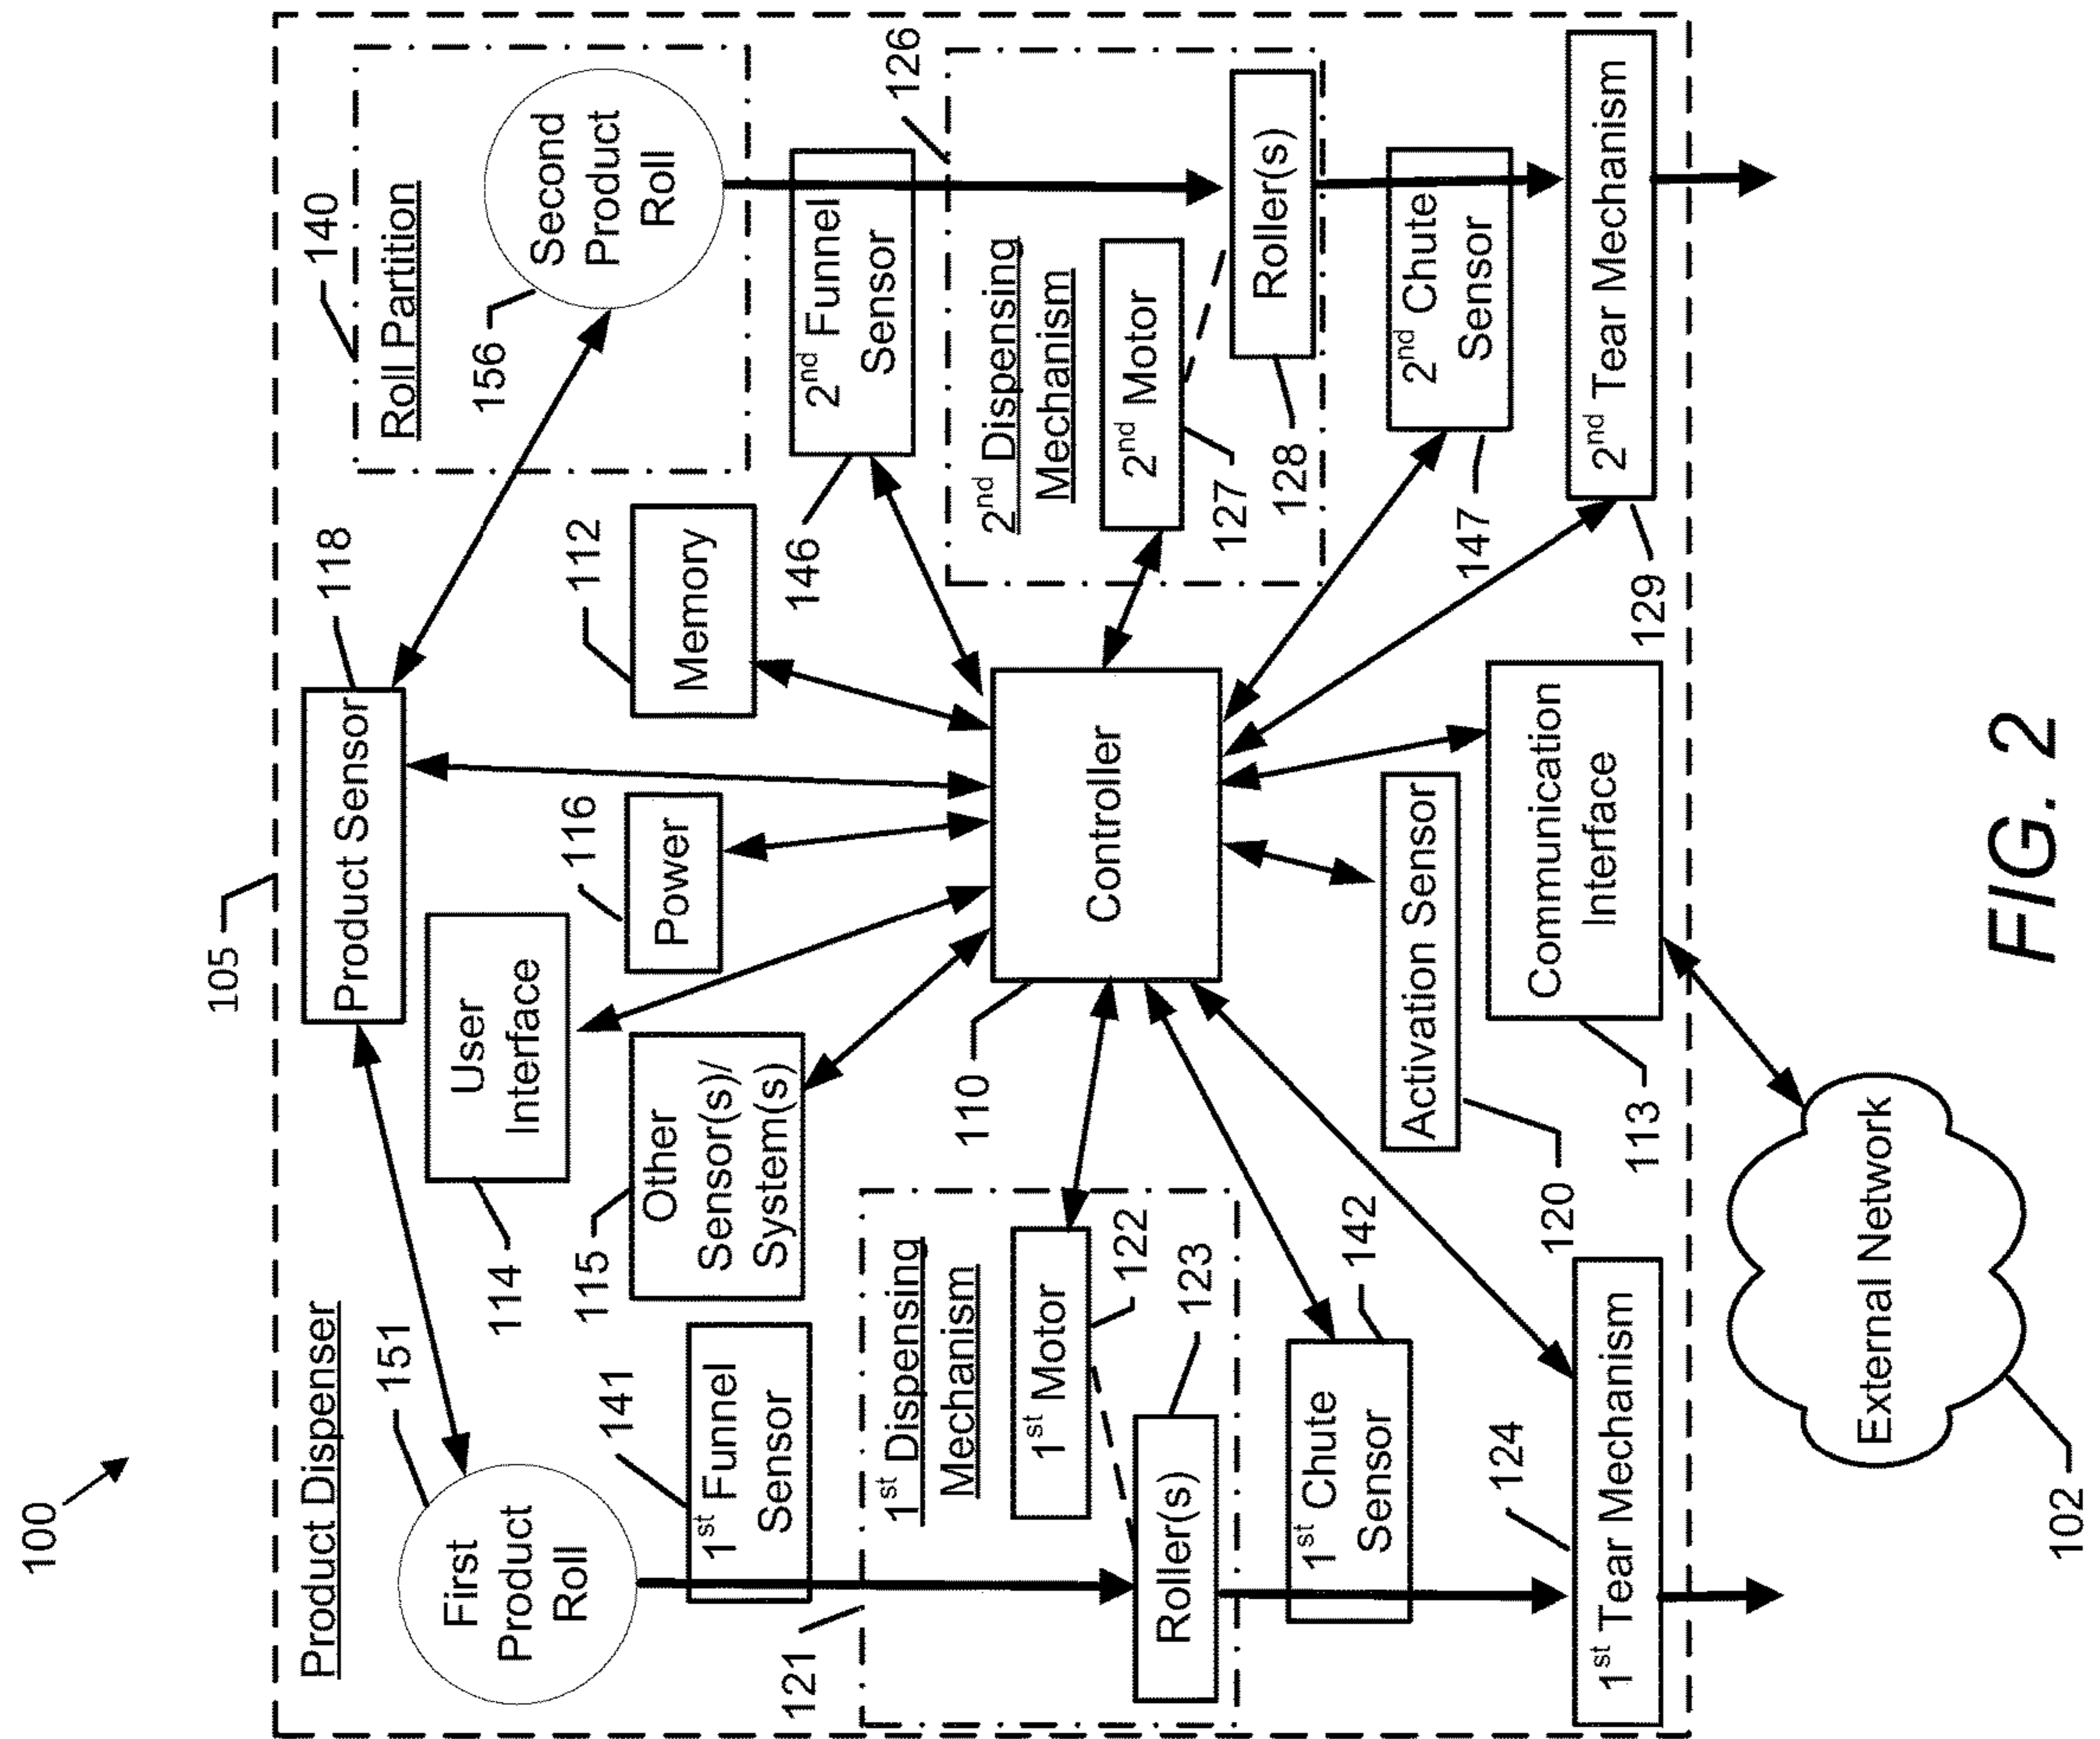 100
105
Product Dispenser
Product Sensor
118
140
Roll Partition
151
First
Product
Roll
User
Interface
114
Power
116
Memory
112
156
Second
Product
Roll
141
1st Funnel
Sensor
115
Other
Sensor(s)/
System(s)
146
2nd Funnel
Sensor
121
1st Dispensing
Mechanism
1st Motor
122
Roller(s)
123
110
Controller
126
2nd Dispensing
Mechanism
2nd Motor
127
Roller(s)
128
1st Chute
Sensor
142
Activation Sensor
120
2nd Chute
Sensor
147
124
1st Tear Mechanism
113
Communication
Interface
129
2nd Tear Mechanism
External Network
102
FIG. 2